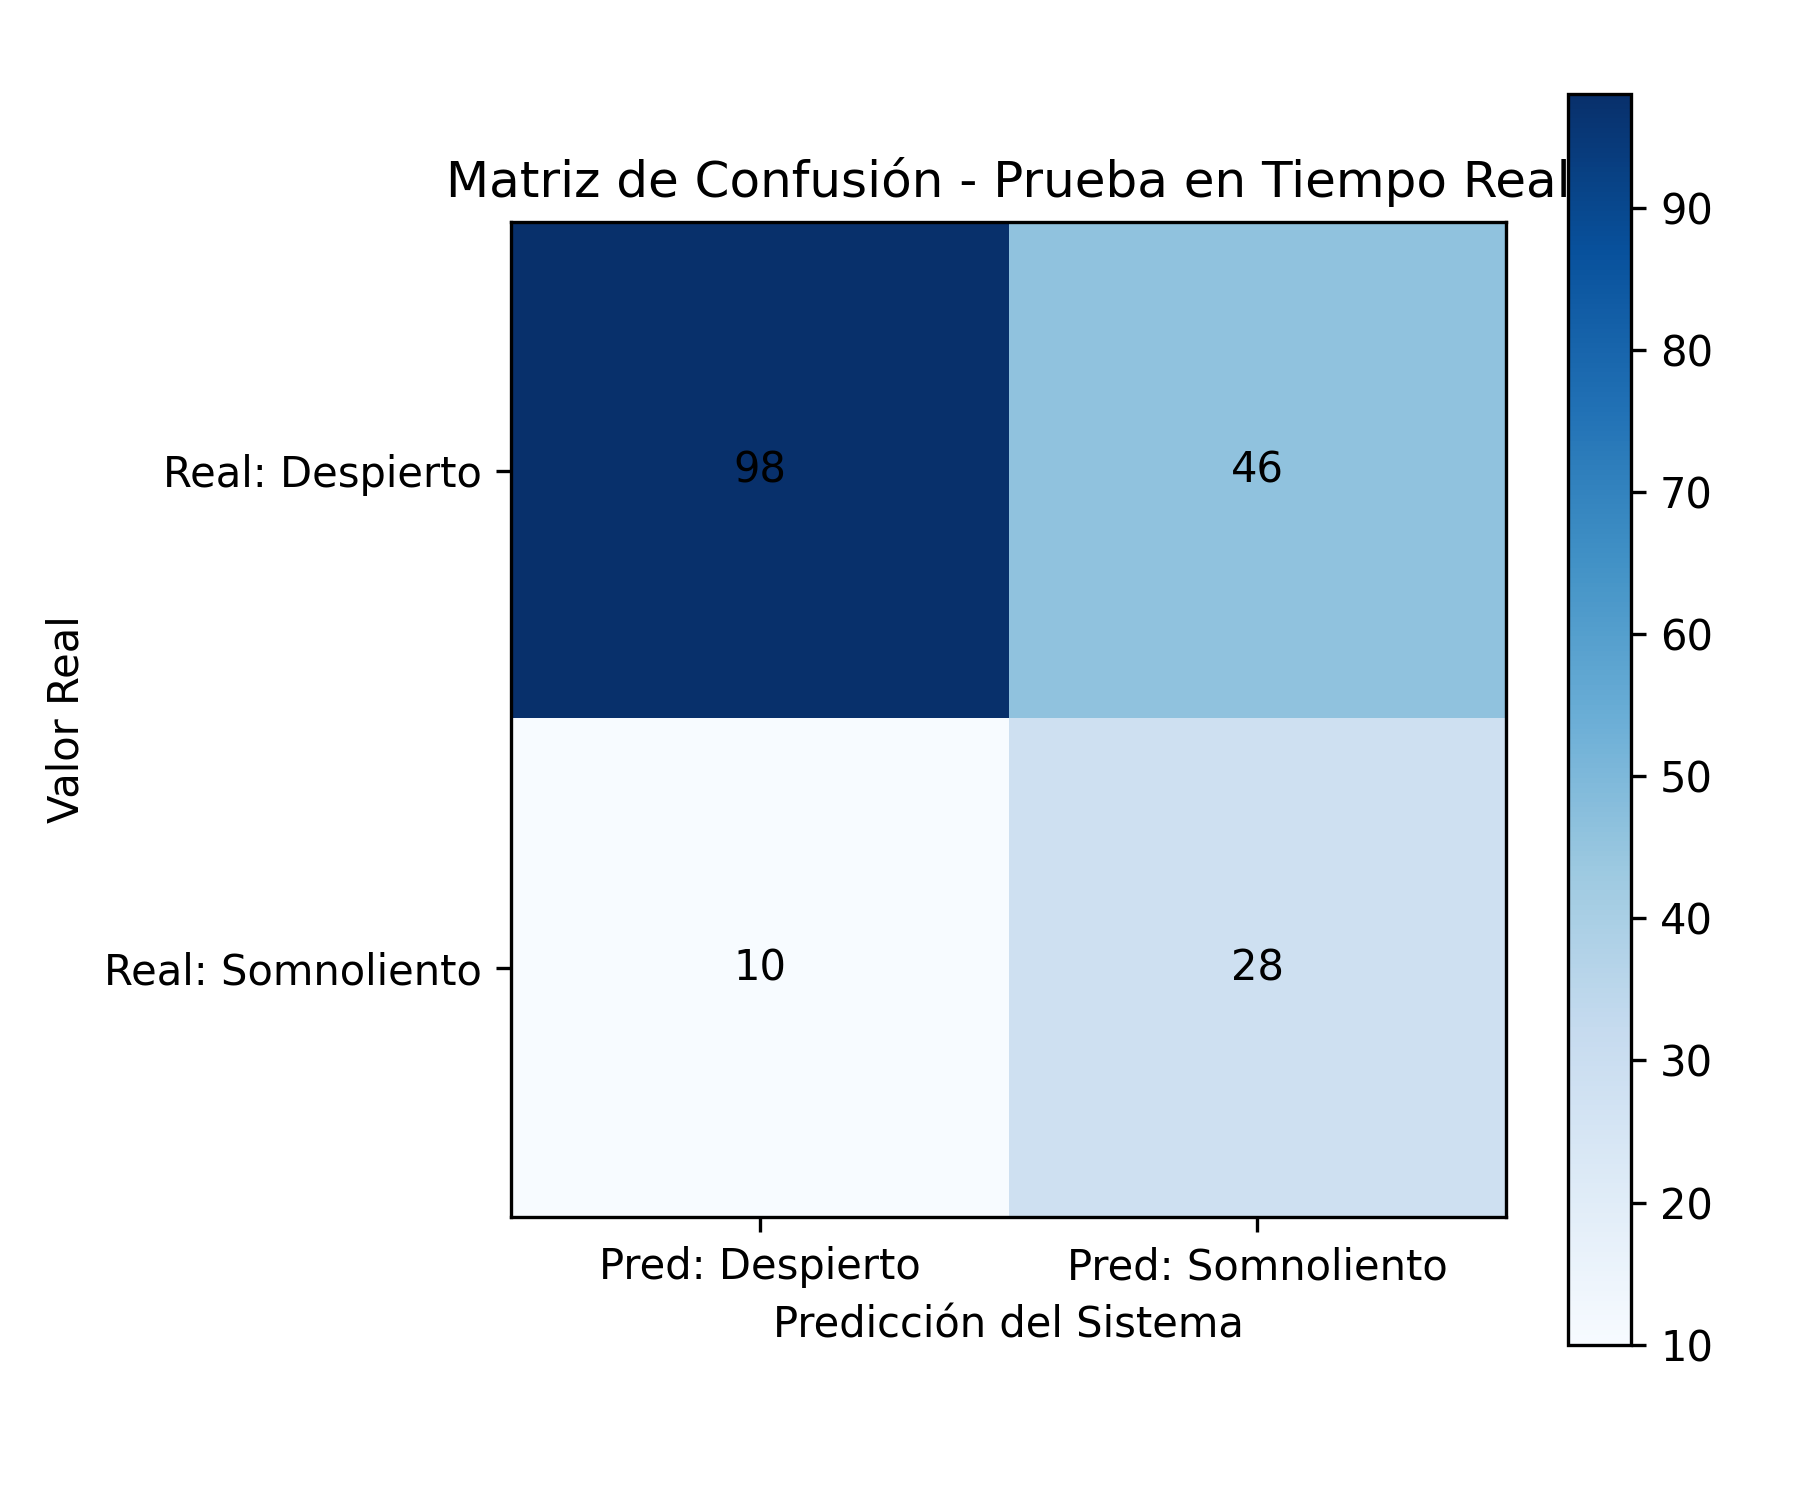 Matriz de Confusión - Prueba en Tiempo Real
Valor Real
Real: Despierto
98
46
Real: Somnoliento
10
28
Pred: Despierto
Pred: Somnoliento
Predicción del Sistema
90
80
70
60
50
40
30
20
10